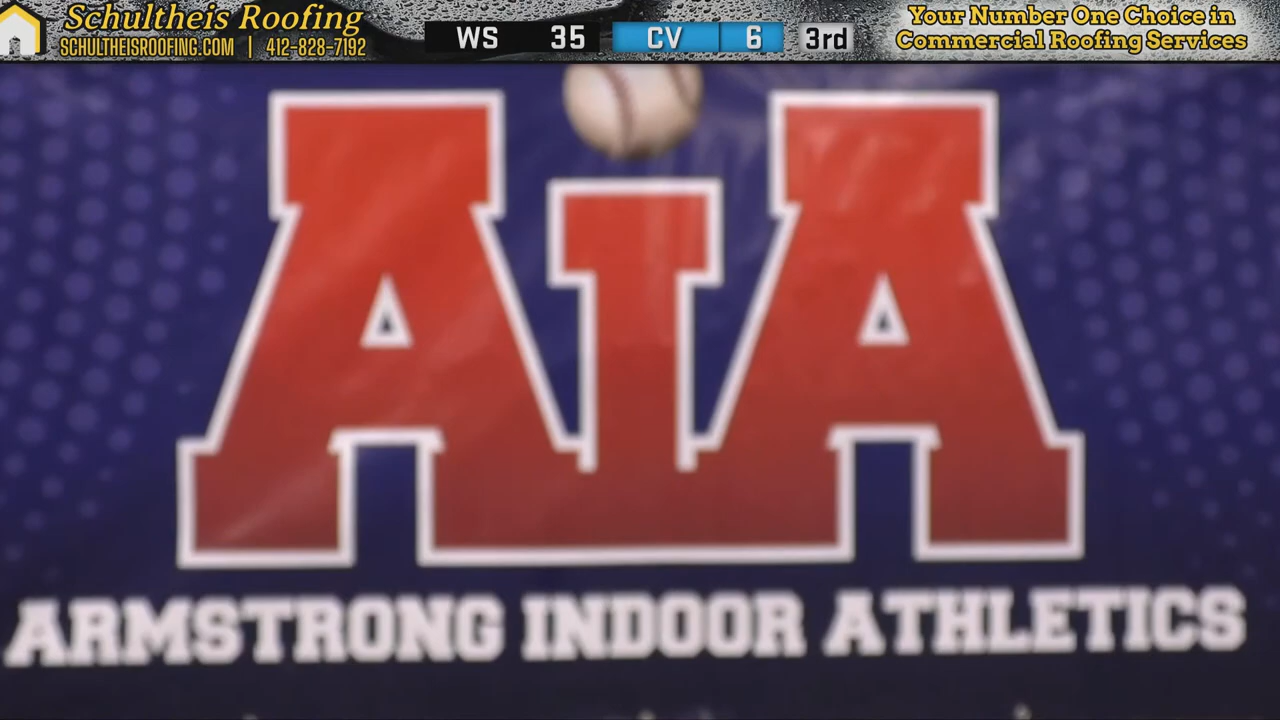 Schultheis Roofing
SCHULTHEISROOFING.COM | 412-828-7192
WS 35 CV 6 3rd
Your Number One Choice in
Commercial Roofing Services
AIA
ARMSTRONG INDOOR ATHLETICS